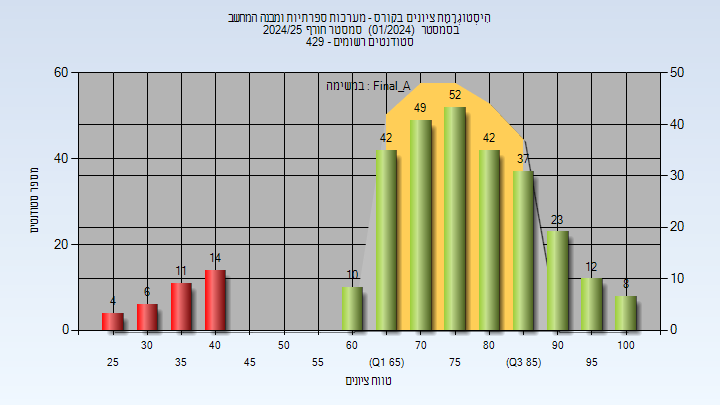 היסטוגרמת ציונים בקורס - מערכות ספרתיות ומבנה המחשב
בסמסטר (01/2024) סמסטר חורף 2024/25
סטודנטים רשומים - 429
במשימה : Final_A
60 40 20 0
מספר סטודנטים
50 40 30 20 10 0
4 6 11 14 10 42 49 52 42 37 23 12 8
30 40 50 60 70 80 90 100
25 35 45 55 (Q1 65) 75 (Q3 85) 95
טווח ציונים